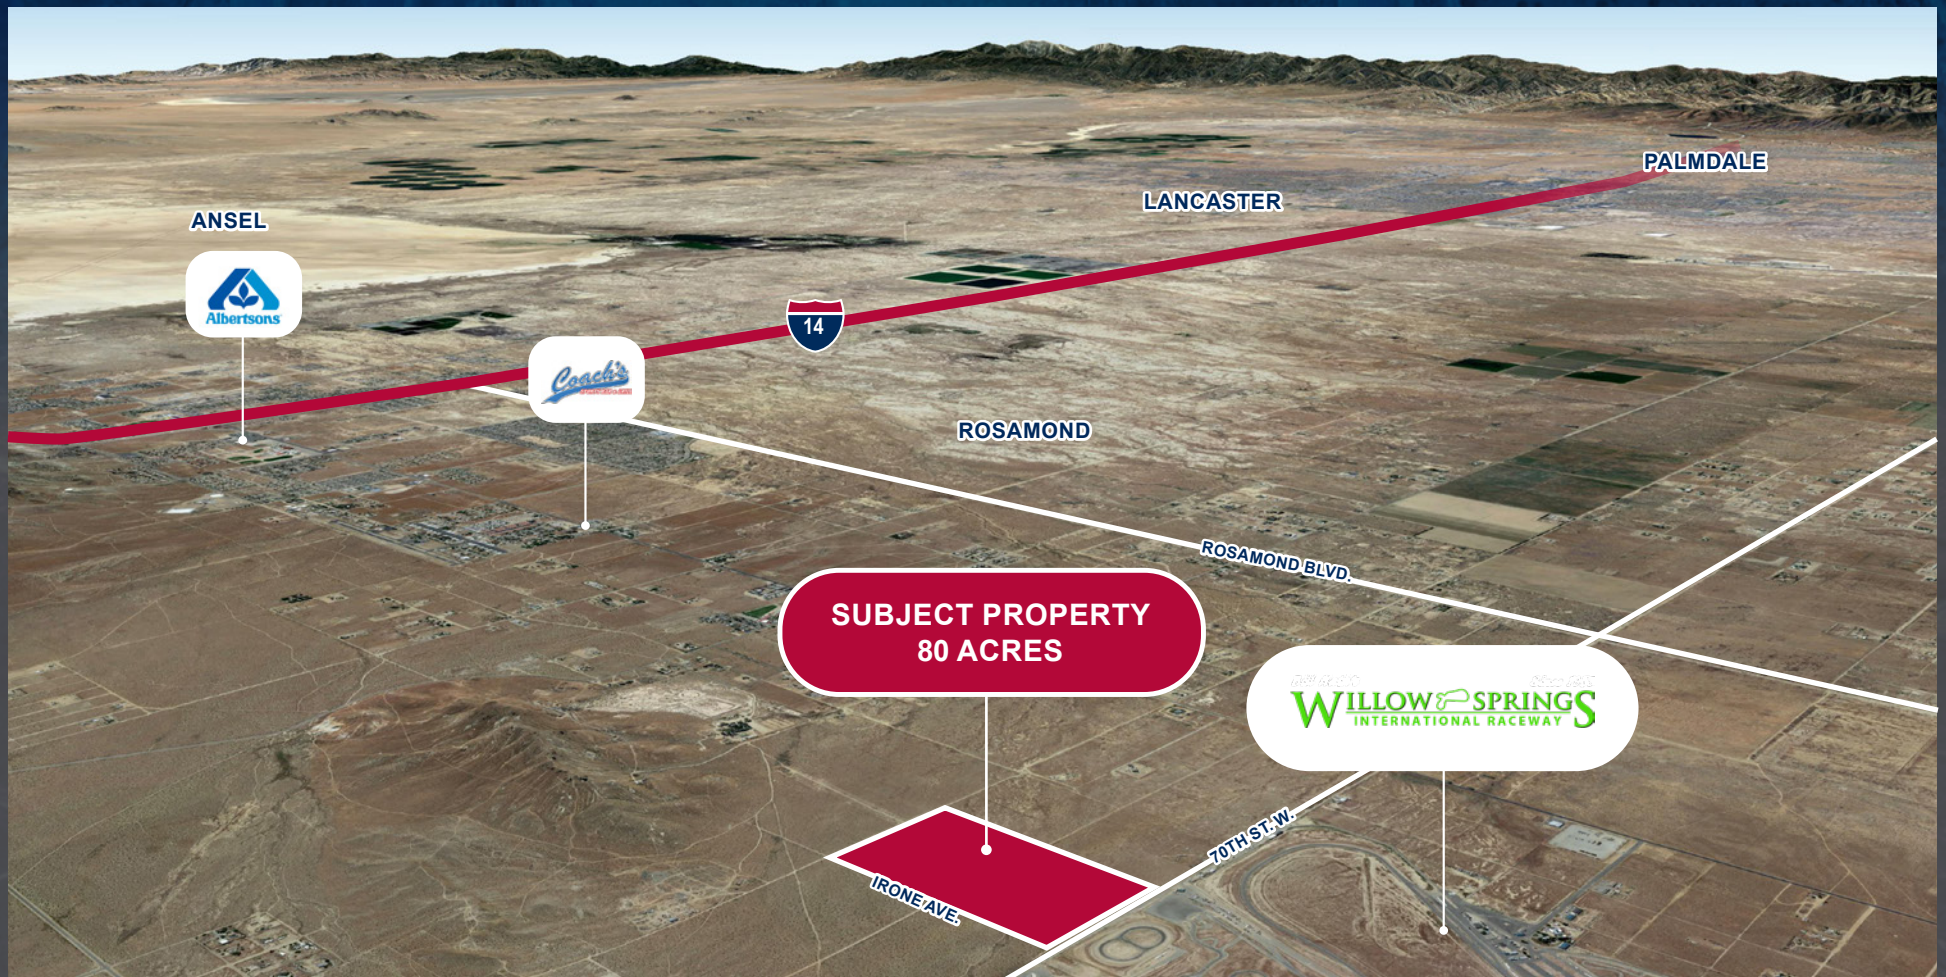 PALMDALE
LANCASTER
ANSEL
Albertsons
14
Coach's
ROSAMOND
ROSAMOND BLVD.
SUBJECT PROPERTY
80 ACRES
WILLOW SPRINGS
INTERNATIONAL RACEWAY
70TH ST. W.
IRONE AVE.